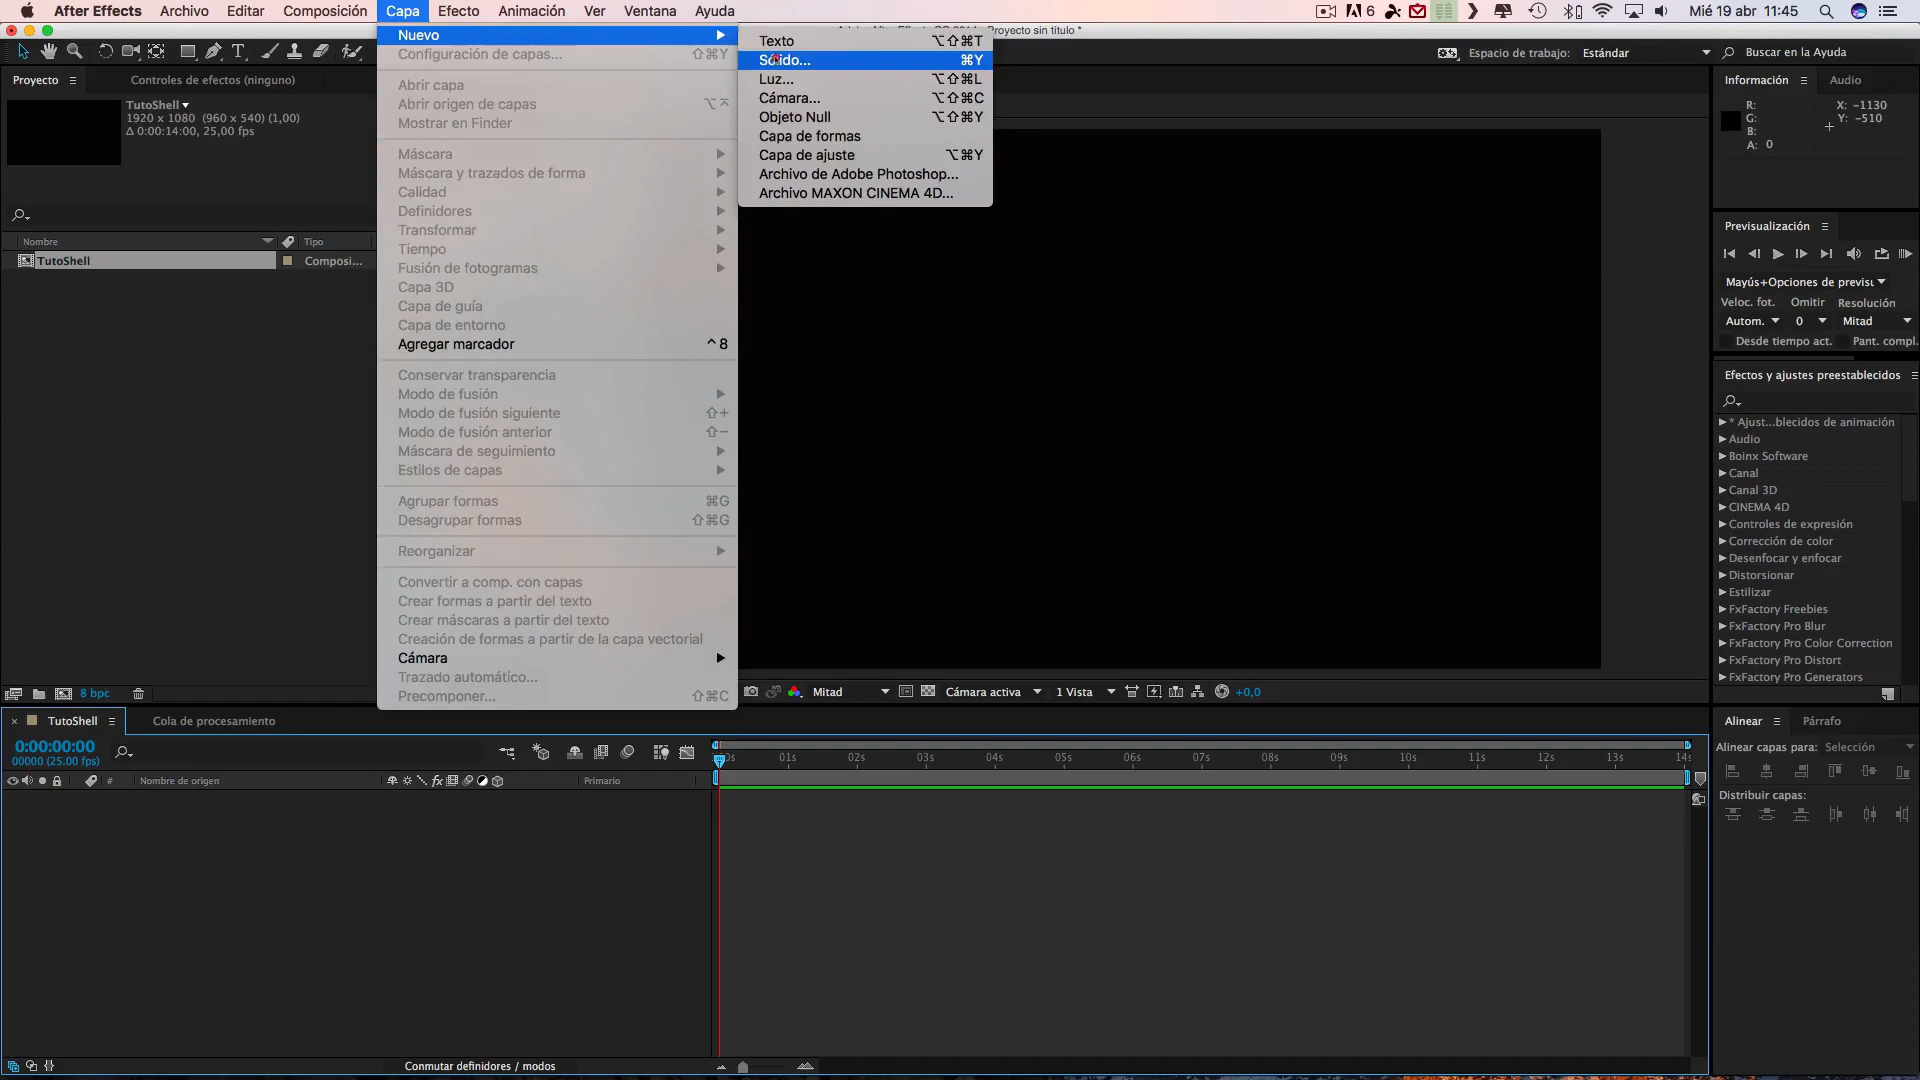 After Effects Archivo Editar Composición Capa Efecto Animación Ver Ventana Ayuda
6 Mié 19 abr 11:45
Proyecto sin título *
Espacio de trabajo: Estándar
Buscar en la Ayuda
Proyecto
Controles de efectos (ninguno)
TutoShell
1920 x 1080 (960 x 540) (1,00)
Δ 0:00:14:00, 25,00 fps
Nombre
Tipo
TutoShell
Composi...
8 bpc
Nuevo
Configuración de capas... ⇧⌘Y
Abrir capa
Abrir origen de capas
Mostrar en Finder
Máscara
Máscara y trazados de forma
Calidad
Definidores
Transformar
Tiempo
Fusión de fotogramas
Capa 3D
Capa de guía
Capa de entorno
Agregar marcador ^ 8
Conservar transparencia
Modo de fusión
Modo de fusión siguiente ⇧+
Modo de fusión anterior ⇧−
Máscara de seguimiento
Estilos de capas
Agrupar formas ⌘G
Desagrupar formas ⇧⌘G
Reorganizar
Convertir a comp. con capas
Crear formas a partir del texto
Crear máscaras a partir del texto
Creación de formas a partir de la capa vectorial
Cámara
Trazado automático...
Precomponer... ⇧⌘C
Texto ⌥⇧⌘T
Sólido... ⌘Y
Luz... ⌥⇧⌘L
Cámara... ⌥⇧⌘C
Objeto Null ⌥⇧⌘Y
Capa de formas
Capa de ajuste ⌥⌘Y
Archivo de Adobe Photoshop...
Archivo MAXON CINEMA 4D...
Mitad
Cámara activa
1 Vista
+0,0
Información
Audio
R:
G:
B:
A: 0
X: −1130
Y: −510
Previsualización
Mayús+Opciones de previsu
Veloc. fot. Omitir Resolución
Autom. 0 Mitad
Desde tiempo act. Pant. compl.
Efectos y ajustes preestablecidos
* Ajust...blecidos de animación
Audio
Boinx Software
Canal
Canal 3D
CINEMA 4D
Controles de expresión
Corrección de color
Desenfocar y enfocar
Distorsionar
Estilizar
FxFactory Freebies
FxFactory Pro Blur
FxFactory Pro Color Correction
FxFactory Pro Distort
FxFactory Pro Generators
TutoShell
Cola de procesamiento
0:00:00:00
00000 (25.00 fps)
# Nombre de origen
fx
Primario
01s 02s 03s 04s 05s 06s 07s 08s 09s 10s 11s 12s 13s
Conmutar definidores / modos
Alinear
Párrafo
Alinear capas para: Selección
Distribuir capas: